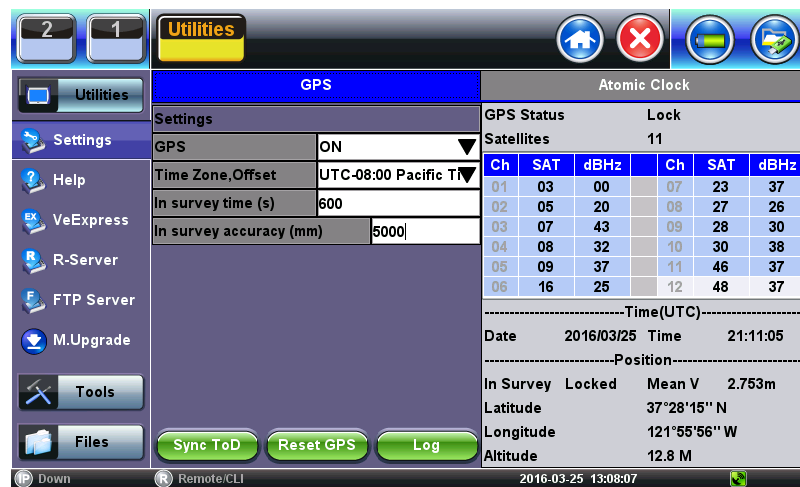 2 1 Utilities
GPS Atomic Clock
Utilities
Settings
Help
VeExpress
R-Server
FTP Server
M.Upgrade
Tools
Files
Settings
GPS ON
Time Zone,Offset UTC-08:00 Pacific Ti
In survey time (s) 600
In survey accuracy (mm) 5000
Sync ToD Reset GPS Log
GPS Status Lock
Satellites 11
Ch SAT dBHz Ch SAT dBHz
01 03 00 07 23 37
02 05 20 08 27 26
03 07 43 09 28 30
04 08 32 10 30 38
05 09 37 11 46 37
06 16 25 12 48 37
-----------------------Time(UTC)----------------
Date 2016/03/25 Time 21:11:05
----------------------Position---------------------
In Survey Locked Mean V 2.753m
Latitude 37°28'15'' N
Longitude 121°55'56'' W
Altitude 12.8 M
IP Down R Remote/CLI 2016-03-25 13:08:07